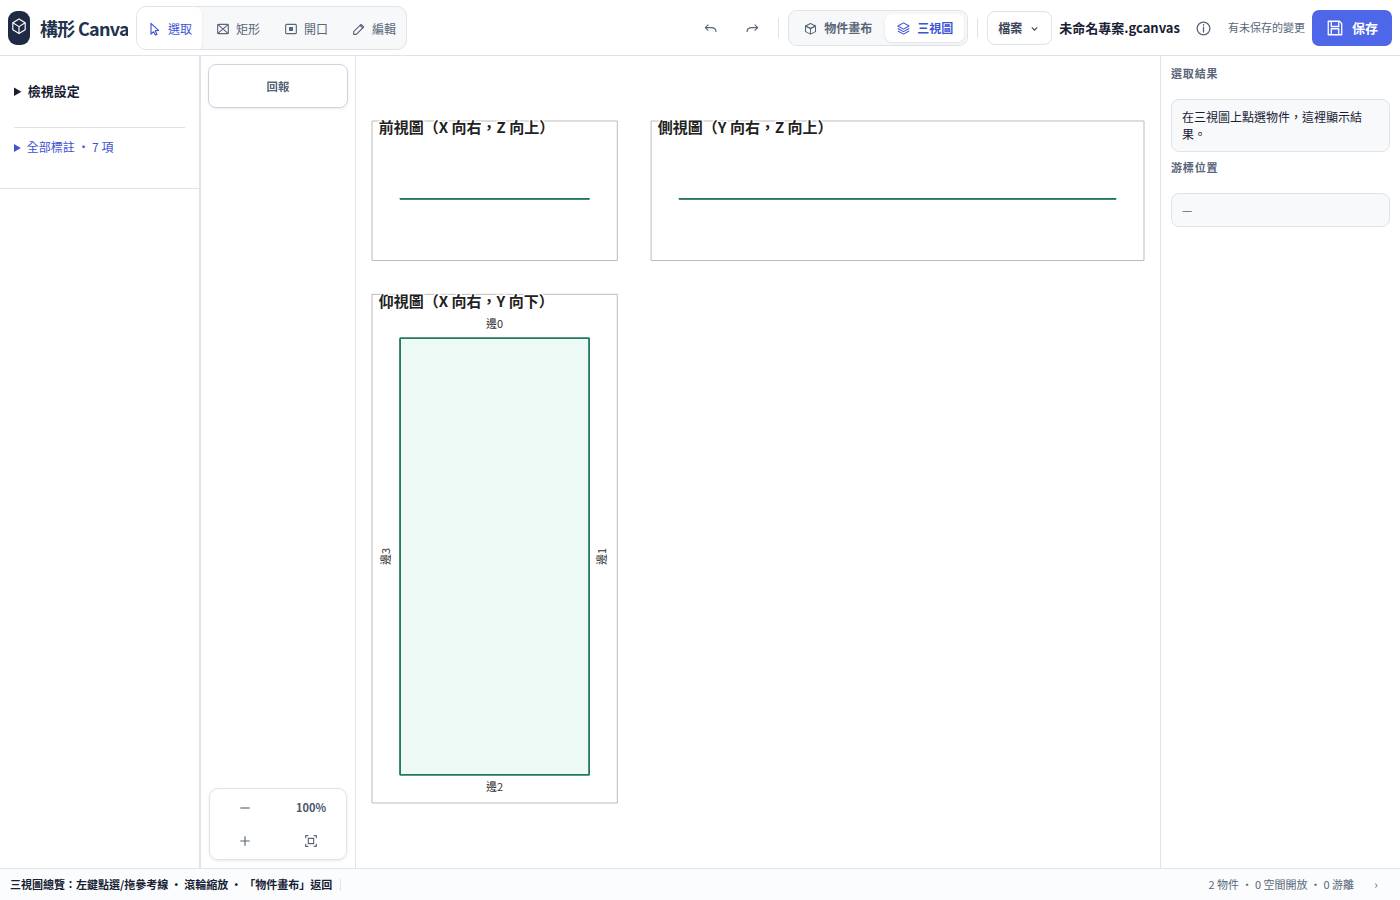 構形 Canva
選取
矩形
開口
編輯
物件畫布
三視圖
檔案
未命名專案.gcanvas
有未保存的變更
保存
檢視設定
全部標註 · 7 項
回報
100%
前視圖（X 向右，Z 向上）
側視圖（Y 向右，Z 向上）
仰視圖（X 向右，Y 向下）
邊0
邊3
邊1
邊2
選取結果
在三視圖上點選物件，這裡顯示結
果。
游標位置
—
三視圖總覽：左鍵點選/拖參考線 · 滾輪縮放 · 「物件畫布」返回
2 物件 · 0 空間開放 · 0 游離